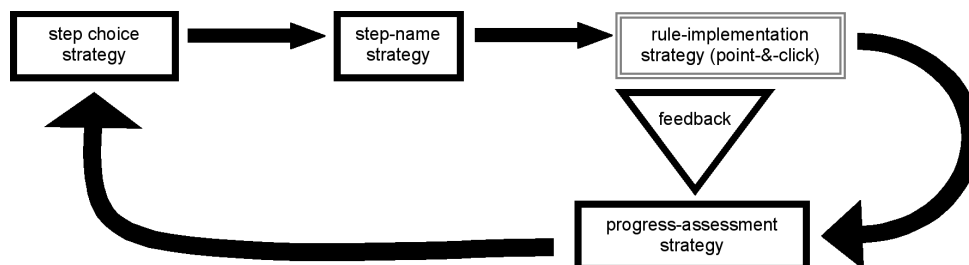 step choice
strategy
step-name
strategy
rule-implementation
strategy (point-&-click)
feedback
progress-assessment
strategy